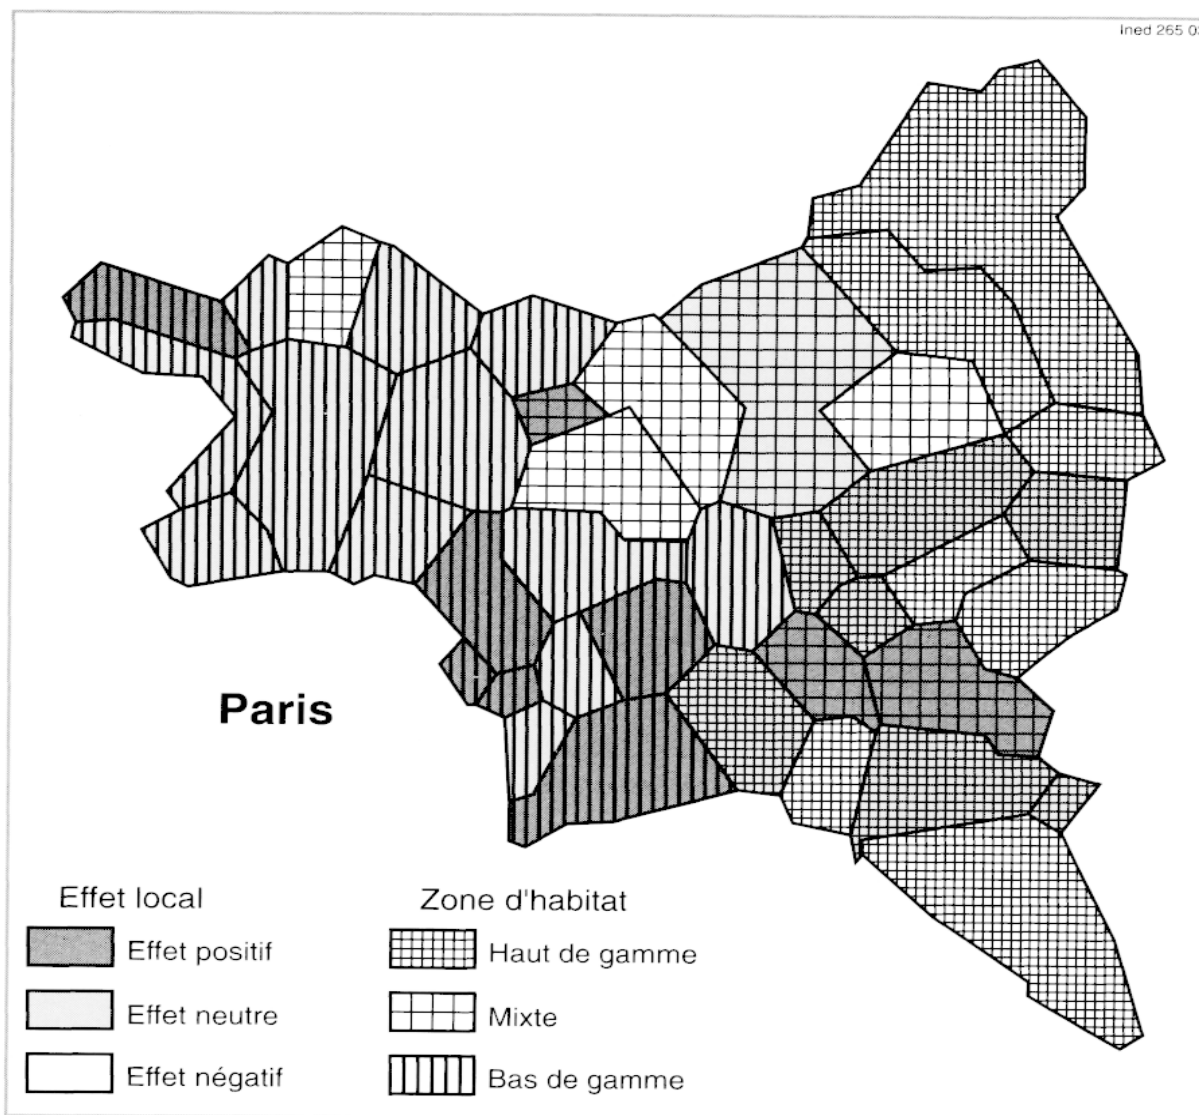 Ined 265 0
Paris
Effet local
Effet positif
Effet neutre
Effet négatif
Zone d'habitat
Haut de gamme
Mixte
Bas de gamme